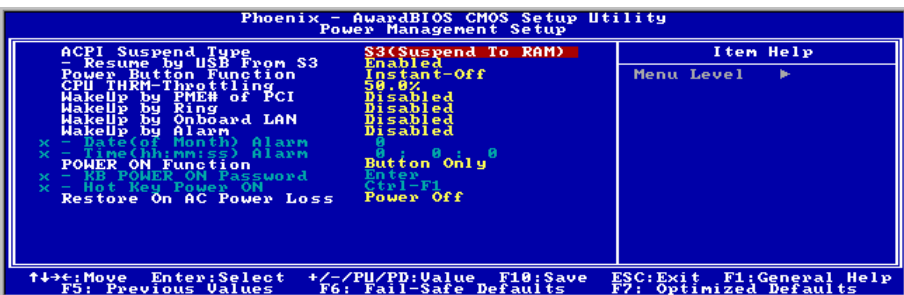 Phoenix - AwardBIOS CMOS Setup Utility
Power Management Setup
ACPI Suspend Type S3(Suspend To RAM) Item Help
- Resume by USB From S3 Enabled
Power Button Function Instant-Off Menu Level ►
CPU THRM-Throttling 50.0%
WakeUp by PME# of PCI Disabled
WakeUp by Ring Disabled
WakeUp by Onboard LAN Disabled
WakeUp by Alarm Disabled
x - Date(of Month) Alarm 0
x - Time(hh:mm:ss) Alarm 0 : 0 : 0
POWER ON Function Button Only
x - KB POWER ON Password Enter
x - Hot Key Power ON Ctrl-F1
Restore On AC Power Loss Power Off
↑↓→←:Move Enter:Select +/-/PU/PD:Value F10:Save ESC:Exit F1:General Help
F5: Previous Values F6: Fail-Safe Defaults F7: Optimized Defaults